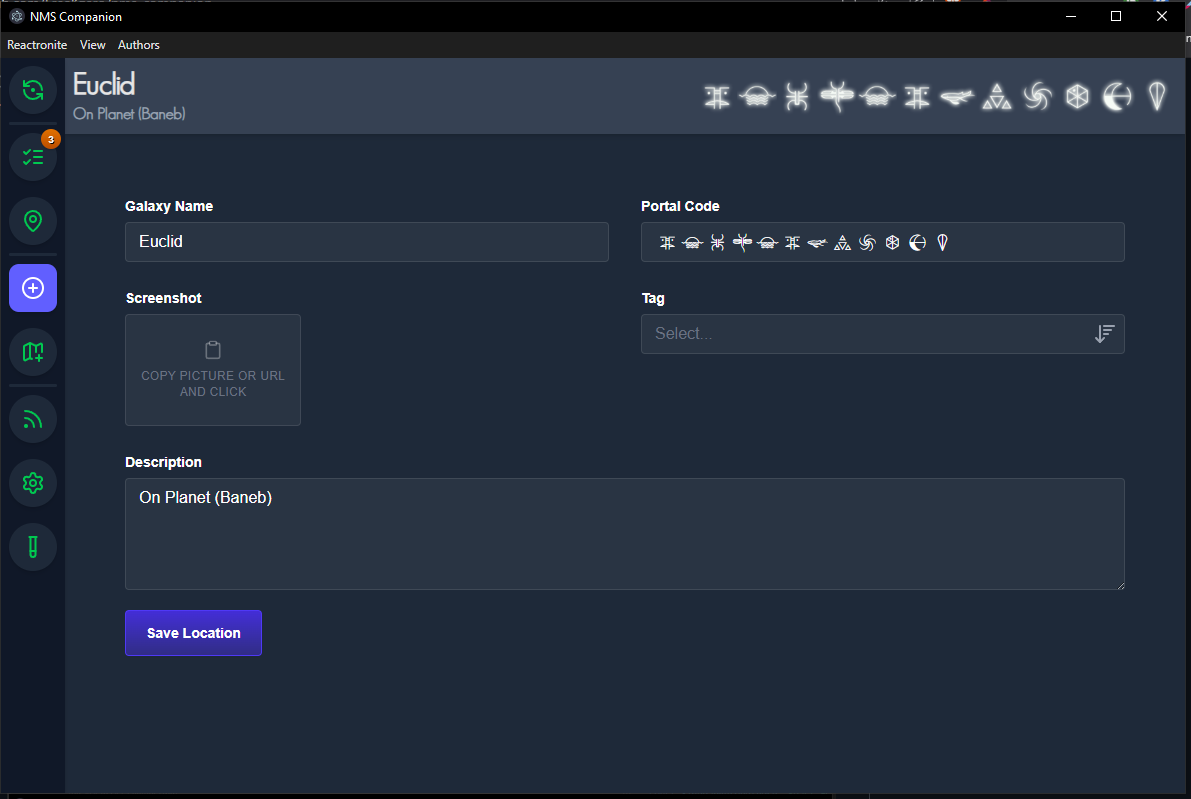 NMS Companion
Reactronite View Authors
Euclid
On Planet (Baneb)
3
Galaxy Name
Portal Code
Euclid
Screenshot
Tag
COPY PICTURE OR URL
AND CLICK
Select...
Description
On Planet (Baneb)
Save Location